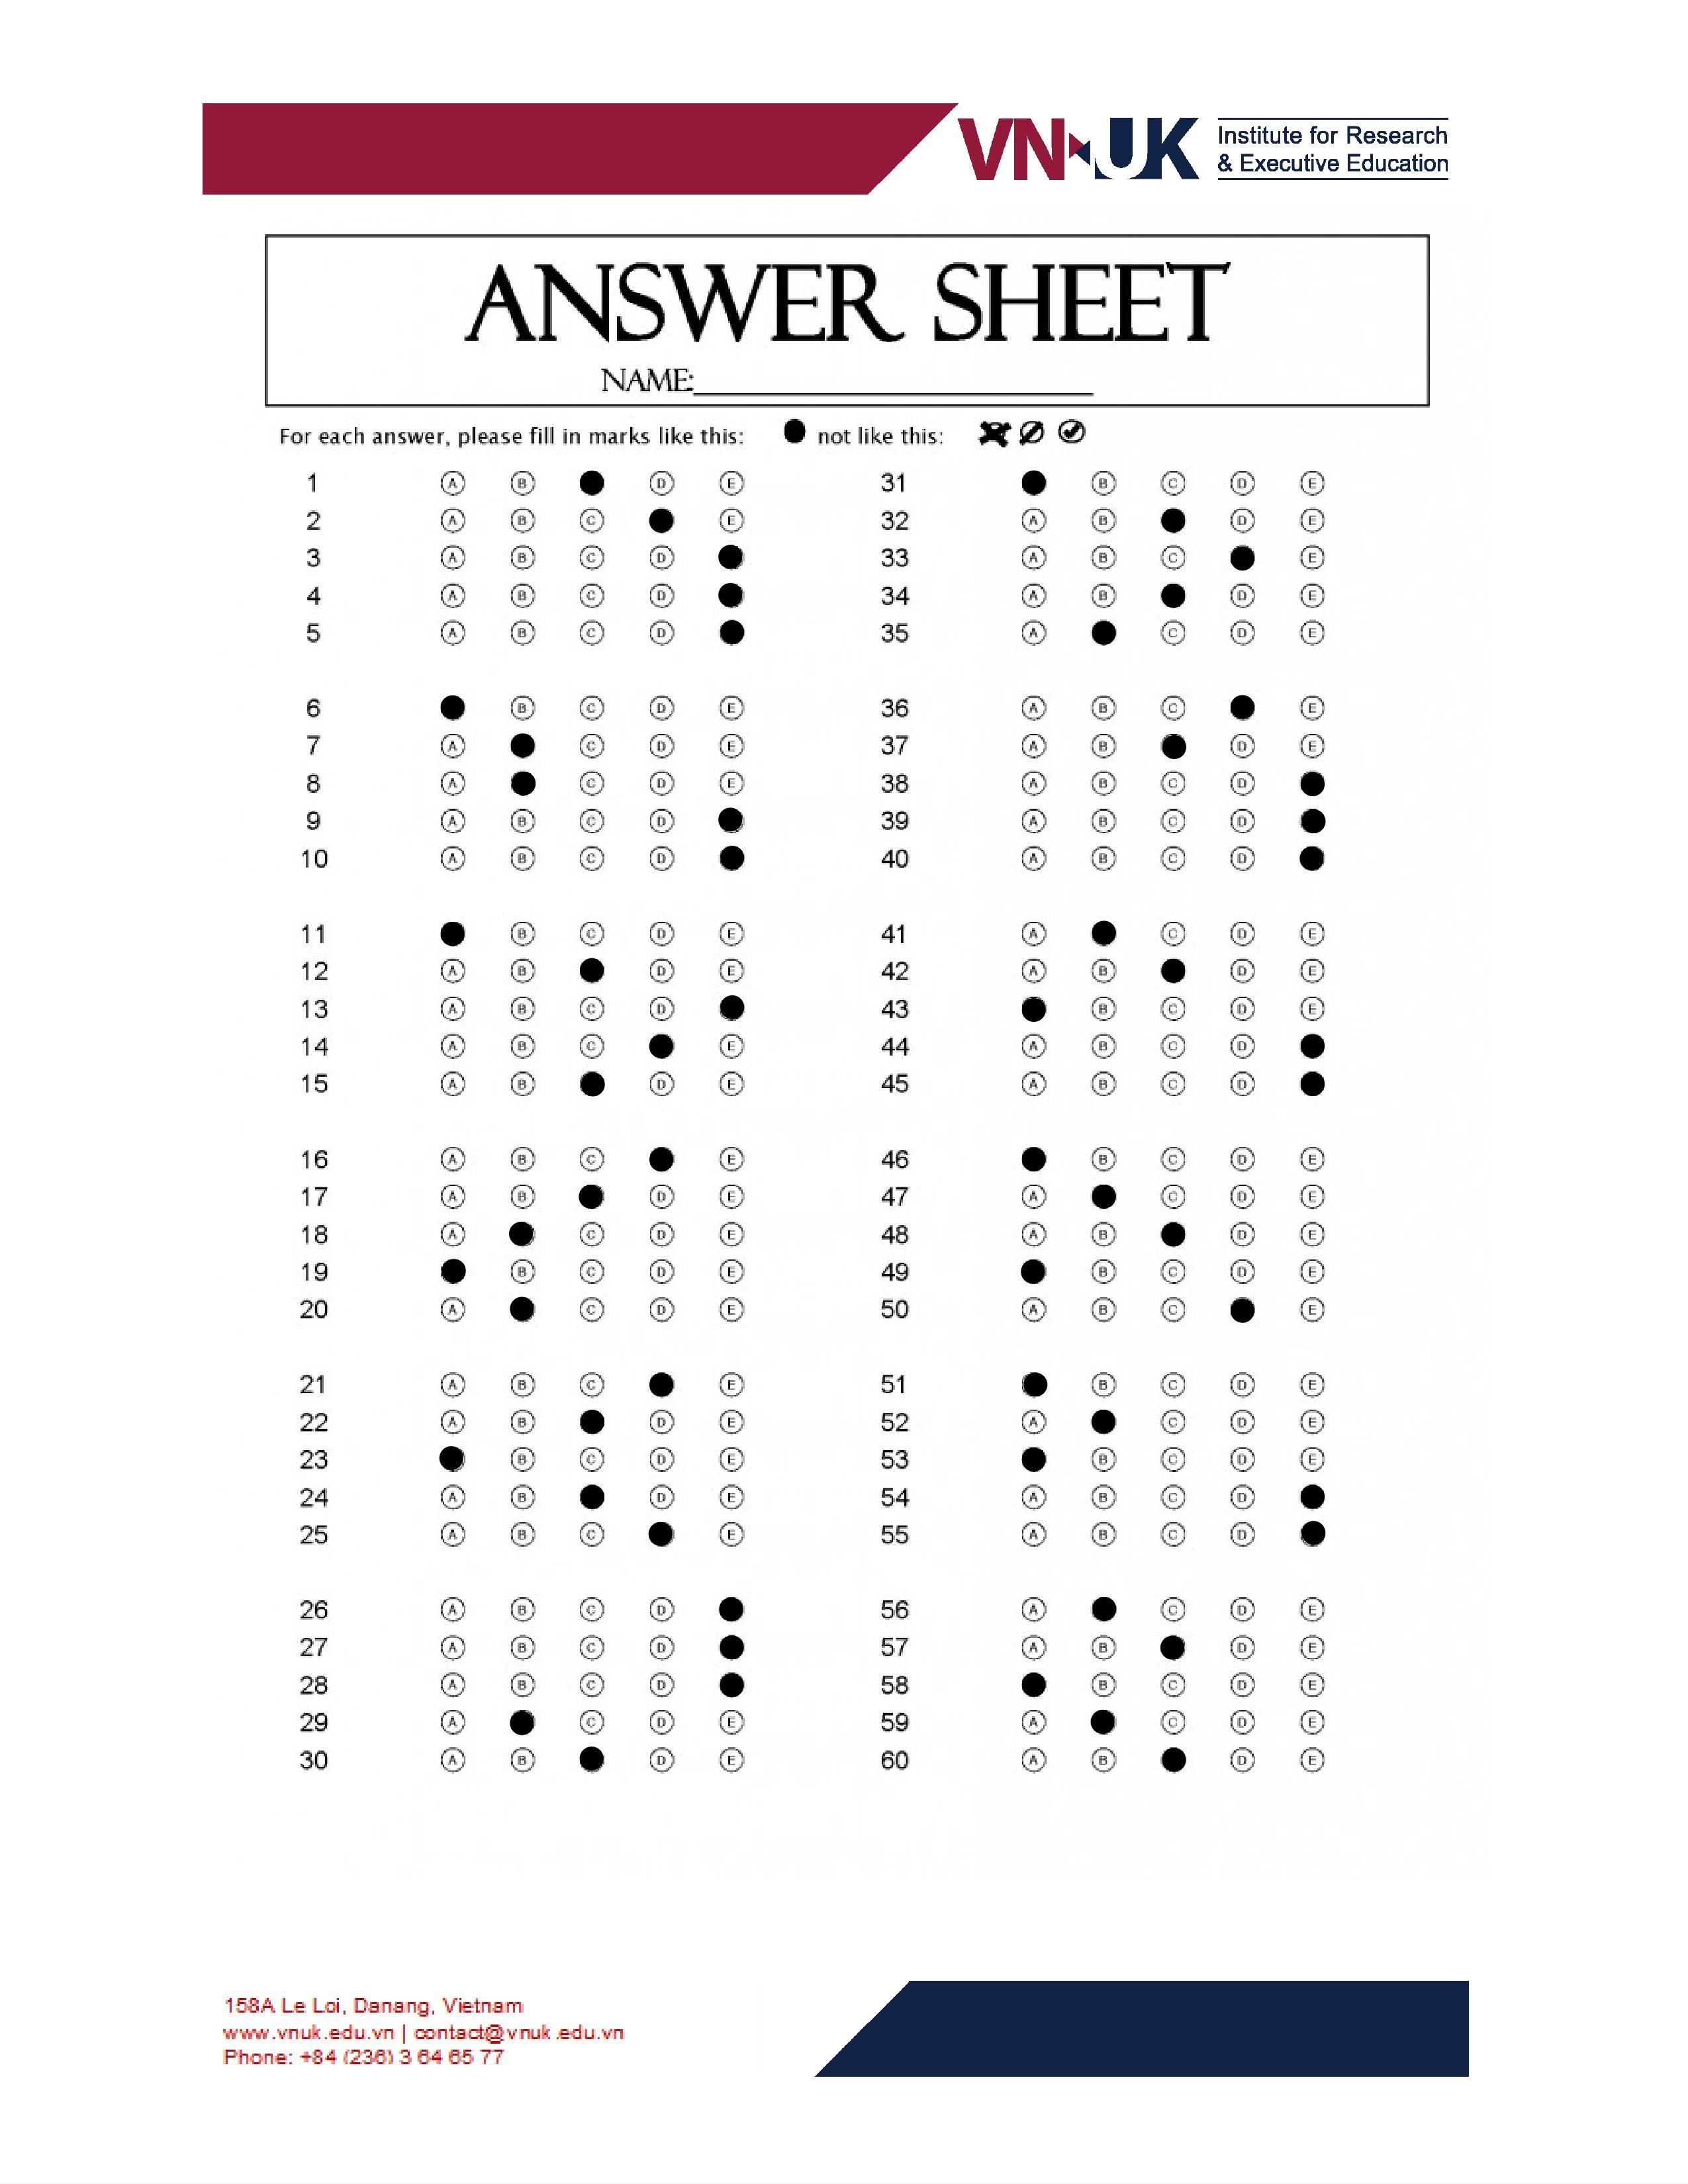 VN UK Institute for Research
& Executive Education
ANSWER SHEET
NAME:
For each answer, please fill in marks like this: not like this:
1 A B D E 31 B C D E
2 A B C E 32 A B D E
3 A B C D 33 A B C E
4 A B C D 34 A B D E
5 A B C D 35 A C D E
6 B C D E 36 A B C E
7 A C D E 37 A B D E
8 A C D E 38 A B C D
9 A B C D 39 A B C D
10 A B C D 40 A B C D
11 B C D E 41 A C D E
12 A B D E 42 A B D E
13 A B C D 43 B C D E
14 A B C E 44 A B C D
15 A B D E 45 A B C D
16 A B C E 46 B C D E
17 A B D E 47 A C D E
18 A C D E 48 A B D E
19 B C D E 49 B C D E
20 A C D E 50 A B C E
21 A B C E 51 B C D E
22 A B D E 52 A C D E
23 B C D E 53 B C D E
24 A B D E 54 A B C D
25 A B C E 55 A B C D
26 A B C D 56 A C D E
27 A B C D 57 A B D E
28 A B C D 58 B C D E
29 A C D E 59 A C D E
30 A B D E 60 A B D E
158A Le Loi, Danang, Vietnam
www.vnuk.edu.vn | contact@vnuk.edu.vn
Phone: +84 (236) 3 64 65 77